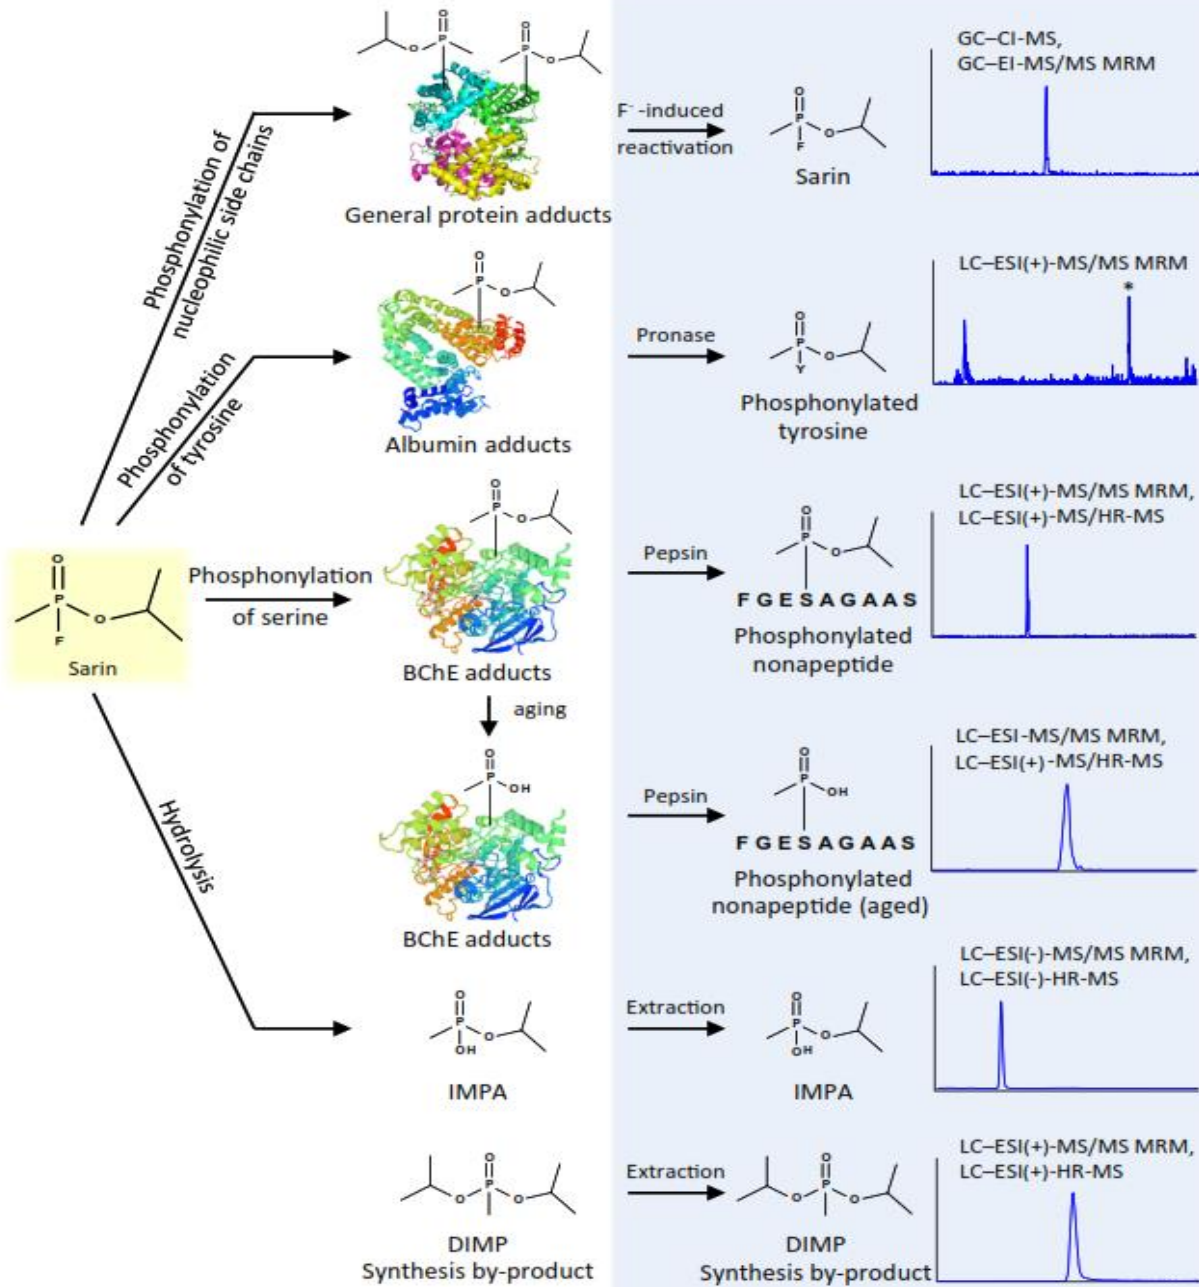 GC–CI-MS,
GC–EI-MS/MS MRM
Phosphonylation of
nucleophilic side chains
General protein adducts
F⁻-induced
reactivation
O
P
O
F
Sarin
LC–ESI(+)-MS/MS MRM
*
Phosphonylation
of tyrosine
Albumin adducts
Pronase
O
P
O
Y
Phosphonylated
tyrosine
LC–ESI(+)-MS/MS MRM,
LC–ESI(+)-MS/HR-MS
O
P
O
F
Sarin
Phosphonylation
of serine
BChE adducts
Pepsin
O
P
O
F G E S A G A A S
Phosphonylated
nonapeptide
aging
LC–ESI-MS/MS MRM,
LC–ESI(+)-MS/HR-MS
O
P
OH
BChE adducts
Pepsin
O
P
OH
F G E S A G A A S
Phosphonylated
nonapeptide (aged)
Hydrolysis
LC–ESI(-)-MS/MS MRM,
LC–ESI(-)-HR-MS
O
P
O
OH
IMPA
Extraction
O
P
O
OH
IMPA
LC–ESI(+)-MS/MS MRM,
LC–ESI(+)-HR-MS
O
O P O
DIMP
Synthesis by-product
Extraction
O
O P O
DIMP
Synthesis by-product